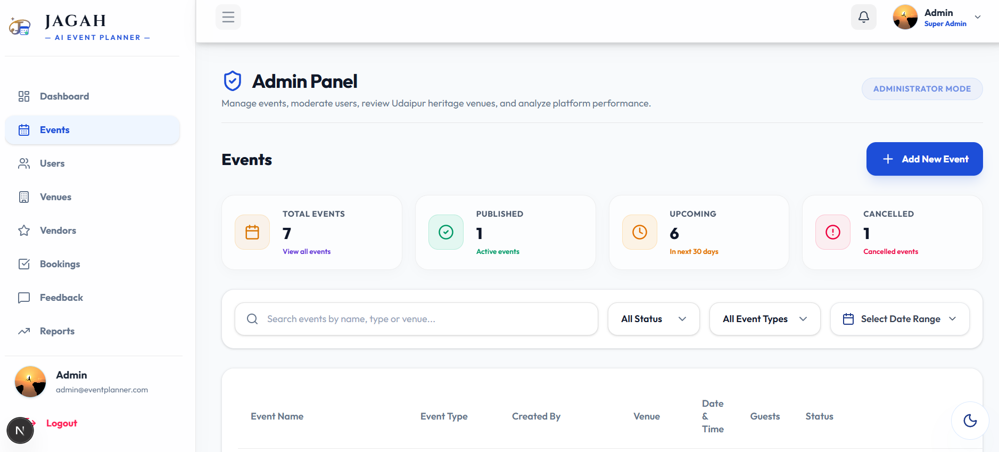 JAGAH
— AI EVENT PLANNER —
Dashboard
Events
Users
Venues
Vendors
Bookings
Feedback
Reports
Admin
admin@eventplanner.com
Logout
N
Admin
Super Admin
Admin Panel
Manage events, moderate users, review Udaipur heritage venues, and analyze platform performance.
ADMINISTRATOR MODE
Events
Add New Event
TOTAL EVENTS
7
View all events
PUBLISHED
1
Active events
UPCOMING
6
In next 30 days
CANCELLED
1
Cancelled events
Search events by name, type or venue...
All Status
All Event Types
Select Date Range
Event Name
Event Type
Created By
Venue
Date
&
Time
Guests
Status